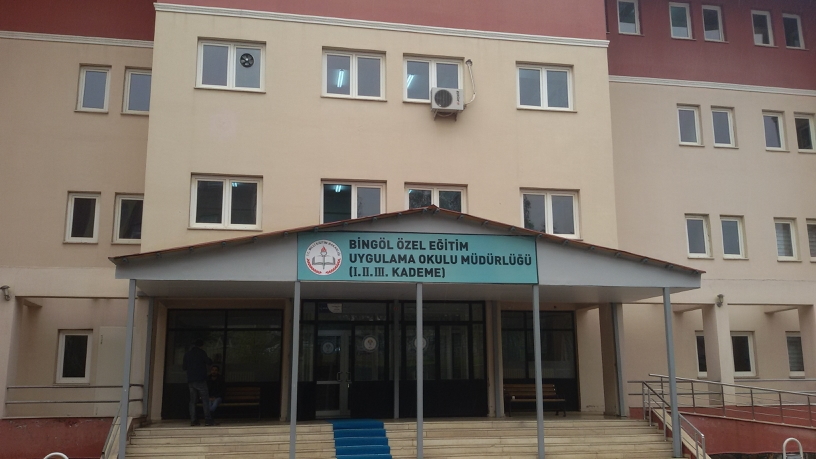 BİNGÖL ÖZEL EĞİTİM
UYGULAMA OKULU MÜDÜRLÜĞÜ
(I.II.III. KADEME)